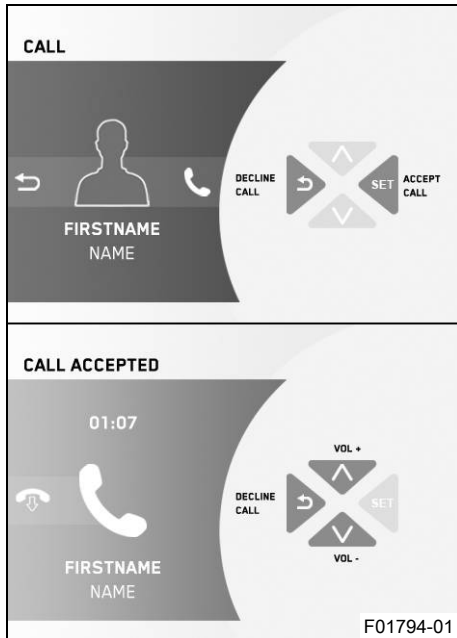 CALL
DECLINE
CALL
SET
ACCEPT
CALL
FIRSTNAME
NAME
CALL ACCEPTED
01:07
VOL +
DECLINE
CALL
SET
VOL -
FIRSTNAME
NAME
F01794-01